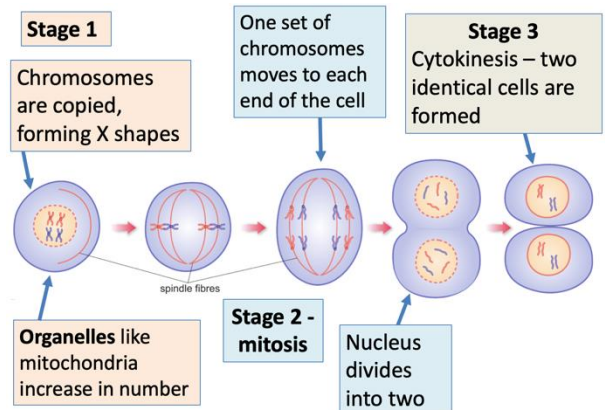 Stage 1
Chromosomes
are copied,
forming X shapes
One set of
chromosomes
moves to each
end of the cell
Stage 3
Cytokinesis – two
identical cells are
formed
spindle fibres
Organelles like
mitochondria
increase in number
Stage 2 -
mitosis
Nucleus
divides
into two